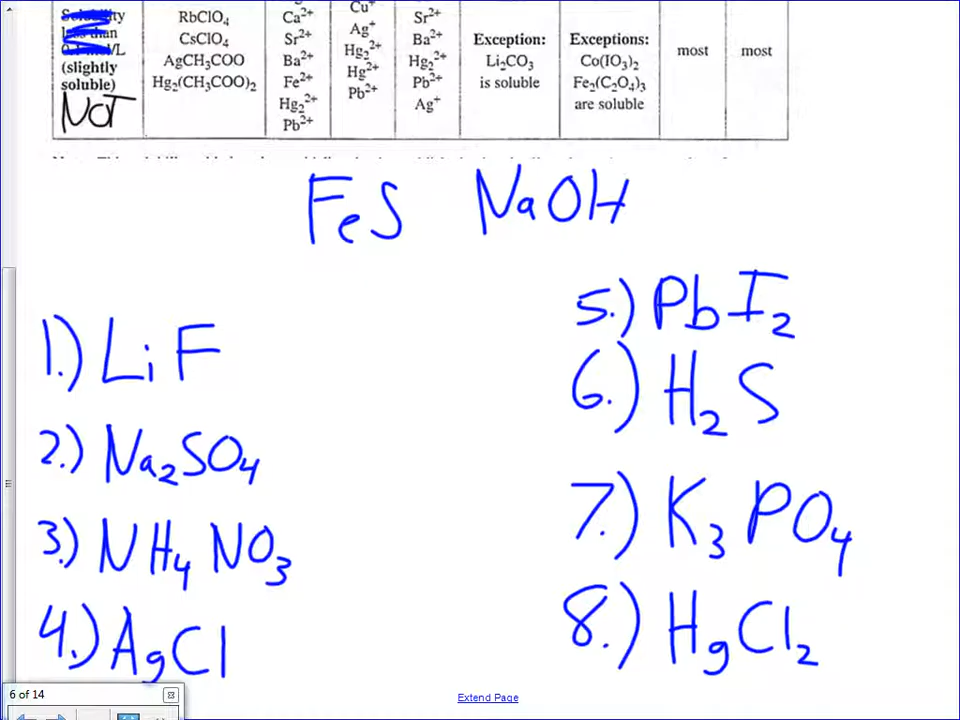 (slightly
soluble)
NOT
RbClO₄
CsClO₄
AgCH₃COO
Hg₂(CH₃COO)₂
Ca²⁺
Sr²⁺
Ba²⁺
Fe²⁺
Hg₂²⁺
Pb²⁺
Cu⁺
Ag⁺
Hg₂²⁺
Hg²⁺
Pb²⁺
Sr²⁺
Ba²⁺
Hg₂²⁺
Pb²⁺
Ag⁺
Exception:
Li₂CO₃
is soluble
Exceptions:
Co(IO₃)₂
Fe₂(C₂O₄)₃
are soluble
most
most
FeS NaOH
1.) LiF
2.) Na₂SO₄
3.) NH₄NO₃
4.) AgCl
5.) PbI₂
6.) H₂S
7.) K₃PO₄
8.) HgCl₂
6 of 14
Extend Page